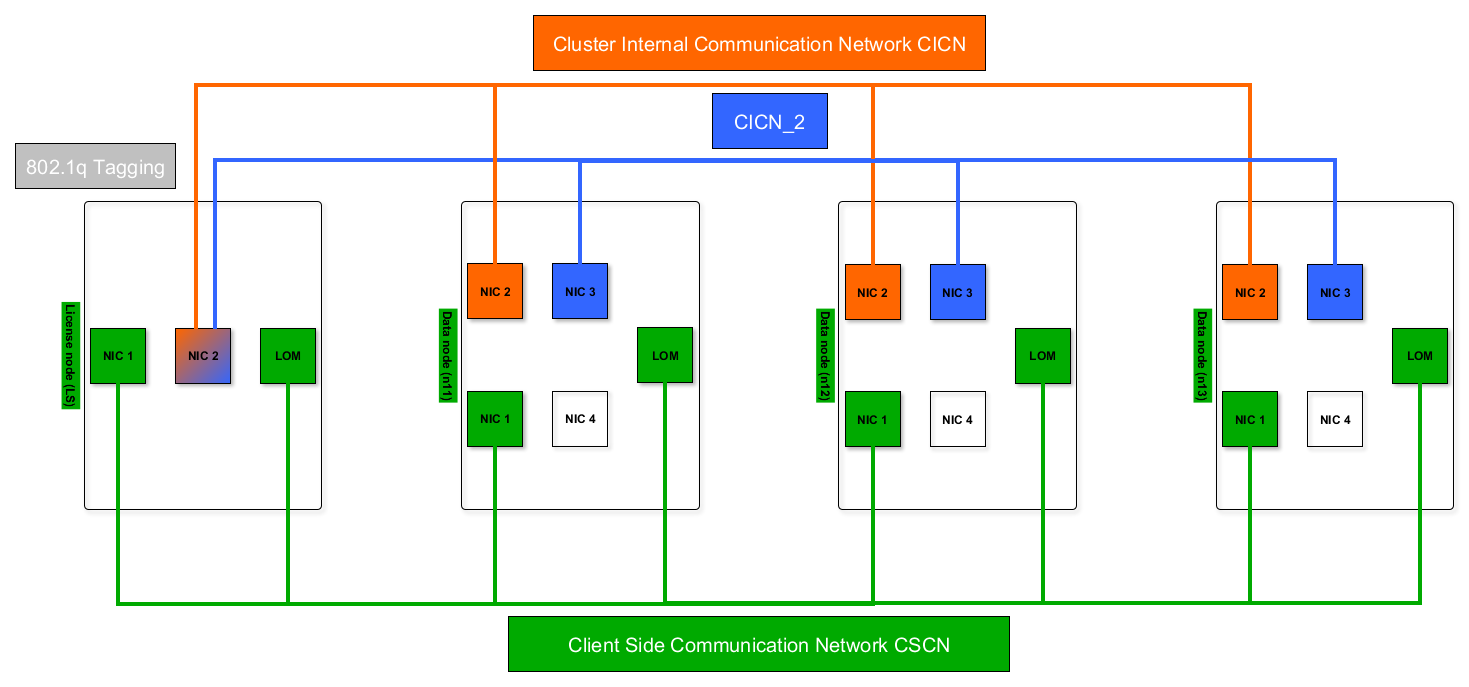 Cluster Internal Communication Network CICN
CICN_2
802.1q Tagging
License node (LS)
NIC 1
NIC 2
LOM
Data node (n11)
NIC 2
NIC 3
LOM
NIC 1
NIC 4
Data node (n12)
NIC 2
NIC 3
LOM
NIC 1
NIC 4
Data node (n13)
NIC 2
NIC 3
LOM
NIC 1
NIC 4
Client Side Communication Network CSCN